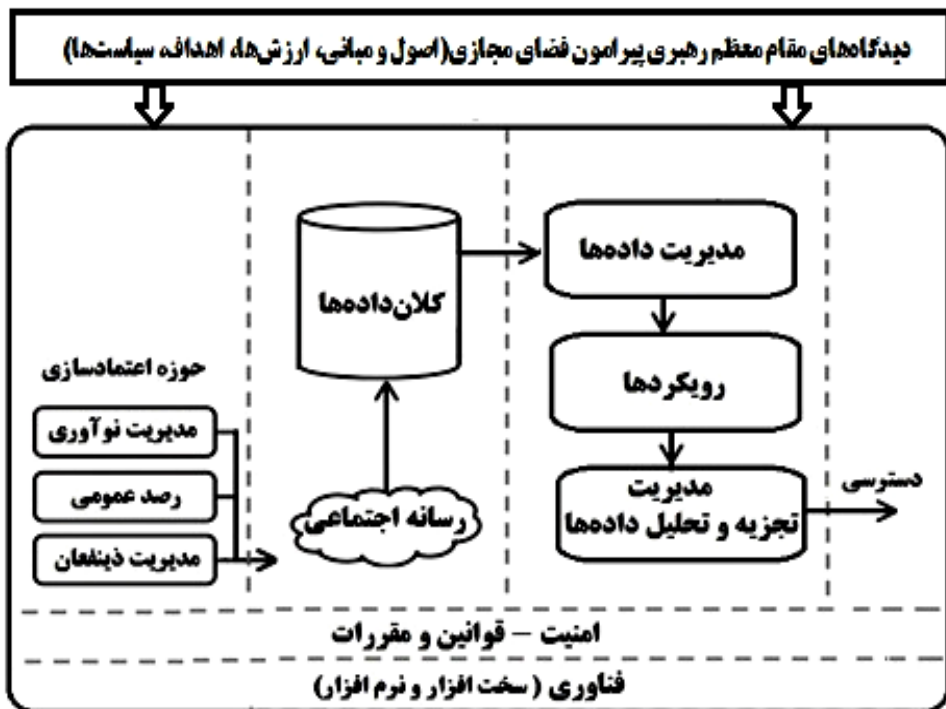 دیدگاه‌های مقام معظم رهبری پیرامون فضای مجازی(اصول و مبانی، ارزش‌ها، اهداف، سیاست‌ها)
مدیریت داده‌ها
کلان‌داده‌ها
رویکردها
حوزه اعتمادسازی
مدیریت نوآوری
رصد عمومی
مدیریت ذینفعان
رسانه اجتماعی
مدیریت
تجزیه و تحلیل داده‌ها
دسترسی
امنیت – قوانین و مقررات
فناوری ( سخت افزار و نرم افزار)